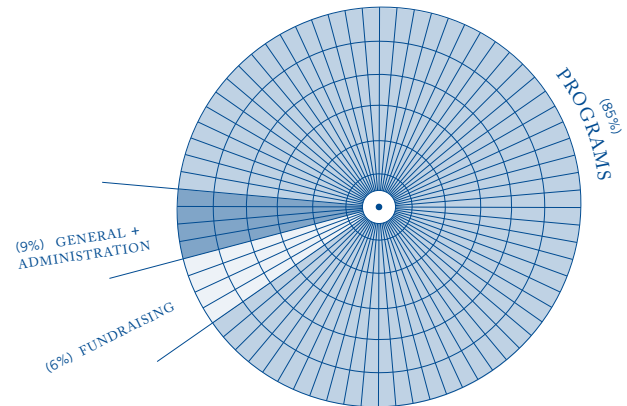 (85%)
PROGRAMS
(9%) GENERAL +
ADMINISTRATION
(6%) FUNDRAISING